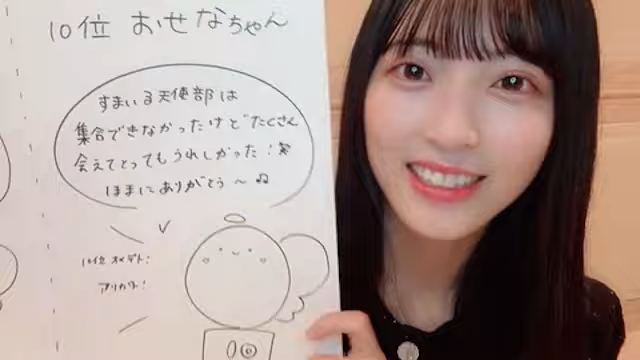 10位 おせなちゃん
すまいる天使部は
集合できなかったけどたくさん
会えてとってもうれしかった!
ほまにありがとう〜♫
10位オメデト!
アリガト!